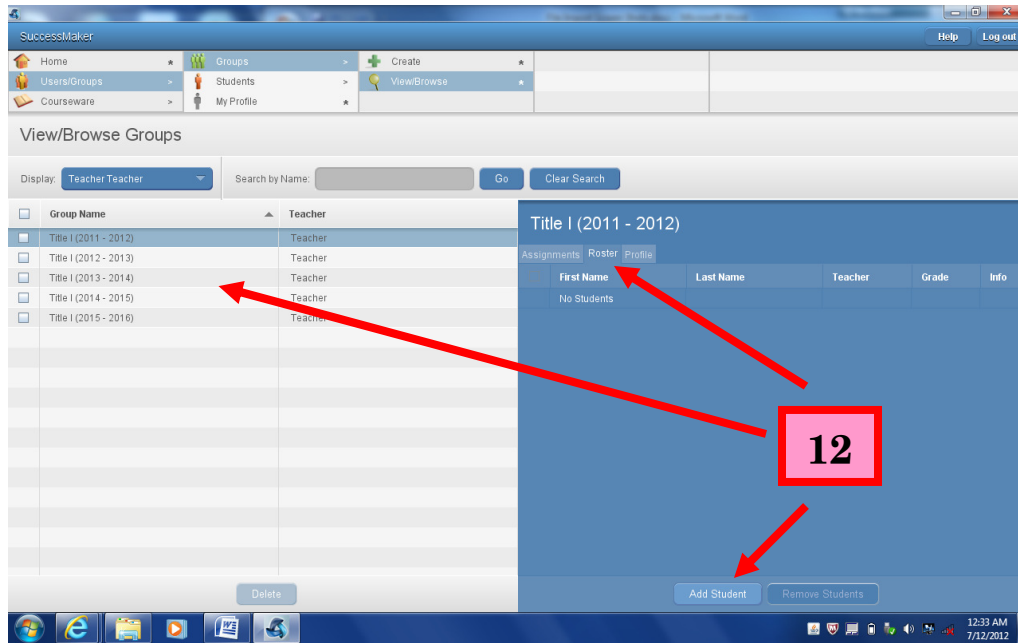 SuccessMaker Help Log out
Home * Groups > Create *
Users/Groups > Students > View/Browse *
Courseware > My Profile *
View/Browse Groups
Display: Teacher Teacher Search by Name: Go Clear Search
Group Name Teacher
Title I (2011 - 2012) Teacher
Title I (2012 - 2013) Teacher
Title I (2013 - 2014) Teacher
Title I (2014 - 2015) Teacher
Title I (2015 - 2016) Teacher
Title I (2011 - 2012)
Assignments Roster Profile
First Name Last Name Teacher Grade Info
No Students
12
Delete Add Student Remove Students
12:33 AM
7/12/2012